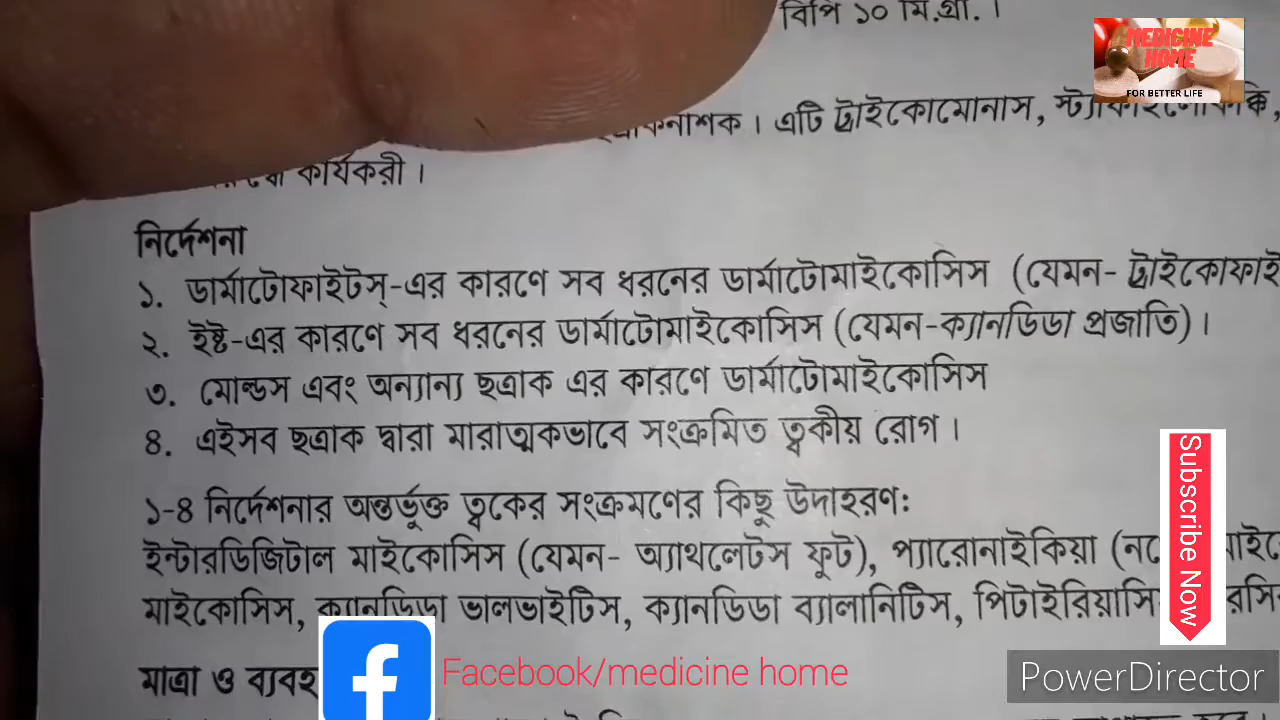 বিপি ১০ মি.গ্রা. ।
MEDICINE
HOME
FOR BETTER LIFE
এটি ট্রাইকোমোনাস,
কার্যকরী ।
নির্দেশনা
১. ডার্মাটোফাইটস্-এর কারণে সব ধরনের ডার্মাটোমাইকোসিস (যেমন-
২. ইষ্ট-এর কারণে সব ধরনের ডার্মাটোমাইকোসিস (যেমন-ক্যানডিডা প্রজাতি) ।
৩. মোল্ডস এবং অন্যান্য ছত্রাক এর কারণে ডার্মাটোমাইকোসিস
৪. এইসব ছত্রাক দ্বারা মারাত্মকভাবে সংক্রমিত ত্বকীয় রোগ ।
১-৪ নির্দেশনার অন্তর্ভুক্ত ত্বকের সংক্রমণের কিছু উদাহরণ:
ইন্টারডিজিটাল মাইকোসিস (যেমন- অ্যাথলেটস ফুট), প্যারোনাইকিয়া
মাইকোসিস, ক্যানডিডা ভালভাইটিস, ক্যানডিডা ব্যালানিটিস,
মাত্রা ও
Subscribe Now
Facebook/medicine home
PowerDirector